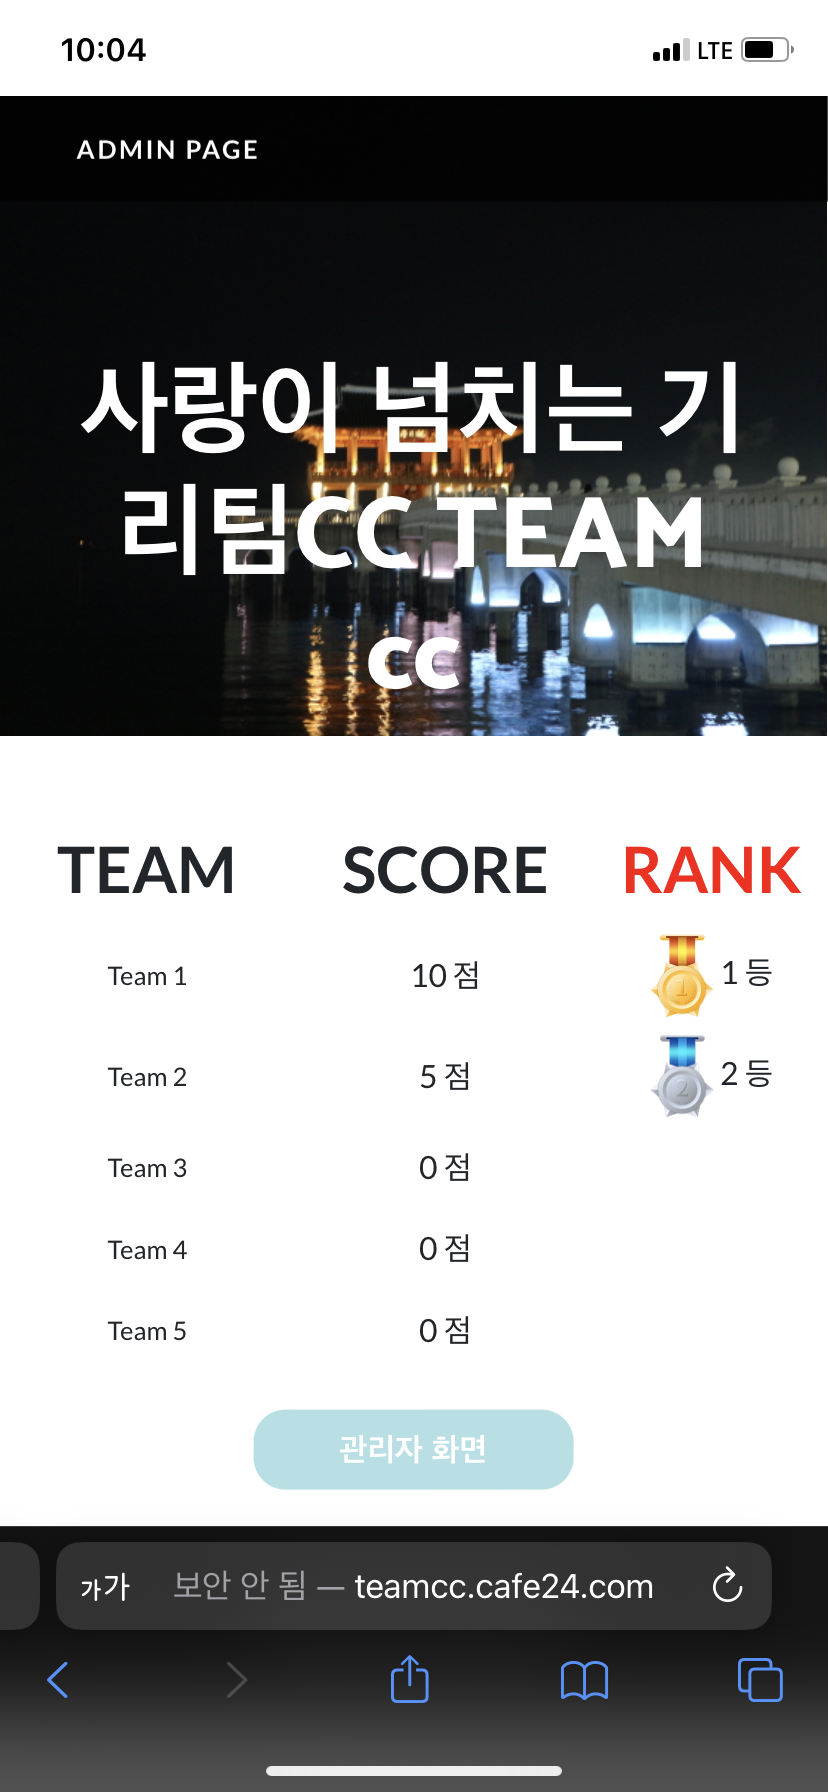 10:04 LTE
ADMIN PAGE
사랑이 넘치는 기
리팀CC TEAM
cc
TEAM SCORE RANK
Team 1 10 점 1 1 등
Team 2 5 점 2 2 등
Team 3 0 점
Team 4 0 점
Team 5 0 점
관리자 화면
가가 보안 안 됨 — teamcc.cafe24.com